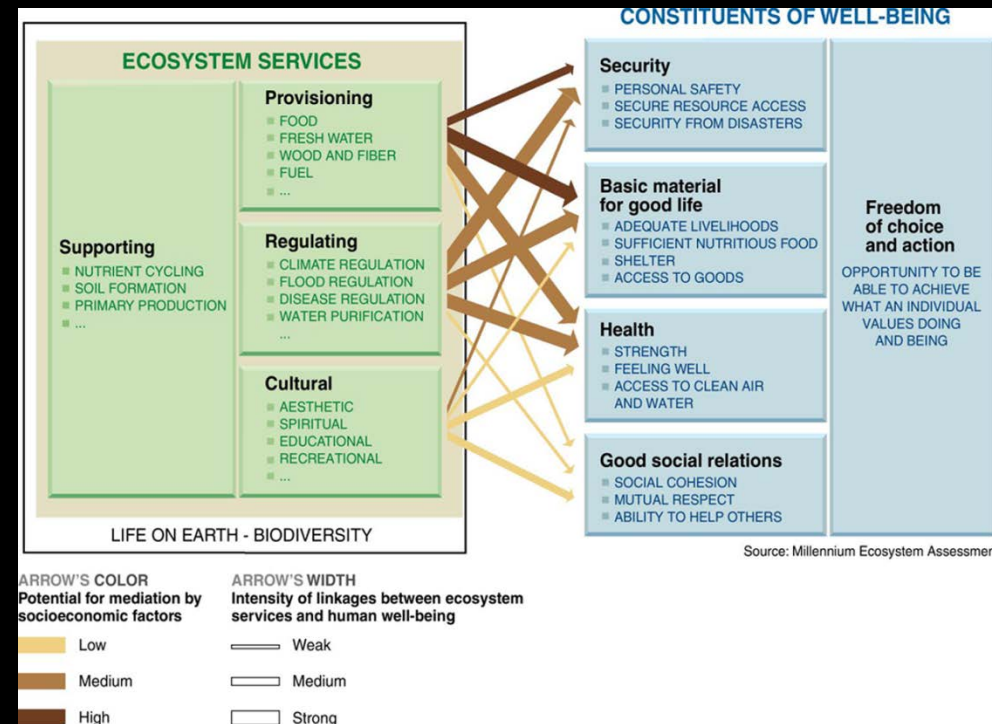 CONSTITUENTS OF WELL-BEING
ECOSYSTEM SERVICES
Supporting
NUTRIENT CYCLING
SOIL FORMATION
PRIMARY PRODUCTION
...
Provisioning
FOOD
FRESH WATER
WOOD AND FIBER
FUEL
...
Regulating
CLIMATE REGULATION
FLOOD REGULATION
DISEASE REGULATION
WATER PURIFICATION
...
Cultural
AESTHETIC
SPIRITUAL
EDUCATIONAL
RECREATIONAL
...
LIFE ON EARTH - BIODIVERSITY
Security
PERSONAL SAFETY
SECURE RESOURCE ACCESS
SECURITY FROM DISASTERS
Basic material
for good life
ADEQUATE LIVELIHOODS
SUFFICIENT NUTRITIOUS FOOD
SHELTER
ACCESS TO GOODS
Health
STRENGTH
FEELING WELL
ACCESS TO CLEAN AIR
AND WATER
Good social relations
SOCIAL COHESION
MUTUAL RESPECT
ABILITY TO HELP OTHERS
Freedom
of choice
and action
OPPORTUNITY TO BE
ABLE TO ACHIEVE
WHAT AN INDIVIDUAL
VALUES DOING
AND BEING
Source: Millennium Ecosystem Assessmen
ARROW'S COLOR
Potential for mediation by
socioeconomic factors
Low
Medium
High
ARROW'S WIDTH
Intensity of linkages between ecosystem
services and human well-being
Weak
Medium
Strong